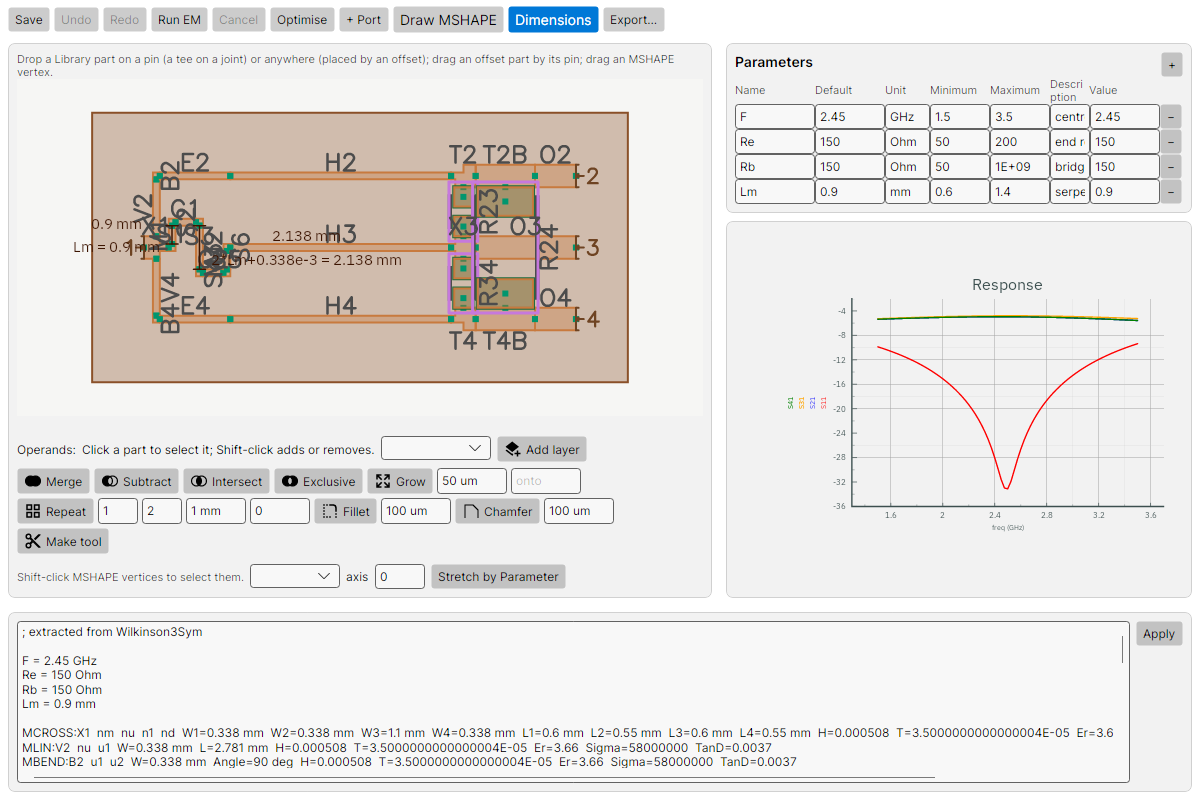 Save Undo Redo Run EM Cancel Optimise + Port Draw MSHAPE Dimensions Export...
Drop a Library part on a pin (a tee on a joint) or anywhere (placed by an offset); drag an offset part by its pin; drag an MSHAPE
vertex.
E2 H2 T2 T2B O2
2
B2
V2
C1
R23
0.9 mm
2.138 mm H3 X3 O3 3
Lm = 0.9 mm
1
R24
2*Lm+0.338e-3 = 2.138 mm
R34
E4 H4 O4
B4 V4
4
T4 T4B
Operands: Click a part to select it; Shift-click adds or removes. Add layer
Merge Subtract Intersect Exclusive Grow 50 um onto
Repeat 1 2 1 mm 0 Fillet 100 um Chamfer 100 um
Make tool
Shift-click MSHAPE vertices to select them. axis 0 Stretch by Parameter
Parameters +
Name Default Unit Minimum Maximum Descri
ption Value
F 2.45 GHz 1.5 3.5 centr 2.45 −
Re 150 Ohm 50 200 end r 150 −
Rb 150 Ohm 50 1E+09 bridg 150 −
Lm 0.9 mm 0.6 1.4 serpe 0.9 −
Response
-4
-8
-12
-16
-20
-24
-28
-32
-36
S41 S31 S21 S11
1.6 2 2.4 2.8 3.2 3.6
freq (GHz)
; extracted from Wilkinson3Sym
F = 2.45 GHz
Re = 150 Ohm
Rb = 150 Ohm
Lm = 0.9 mm
MCROSS:X1 nm nu n1 nd W1=0.338 mm W2=0.338 mm W3=1.1 mm W4=0.338 mm L1=0.6 mm L2=0.55 mm L3=0.6 mm L4=0.55 mm H=0.000508 T=3.5000000000000004E-05 Er=3.6
MLIN:V2 nu u1 W=0.338 mm L=2.781 mm H=0.000508 T=3.5000000000000004E-05 Er=3.66 Sigma=58000000 TanD=0.0037
MBEND:B2 u1 u2 W=0.338 mm Angle=90 deg H=0.000508 T=3.5000000000000004E-05 Er=3.66 Sigma=58000000 TanD=0.0037
Apply